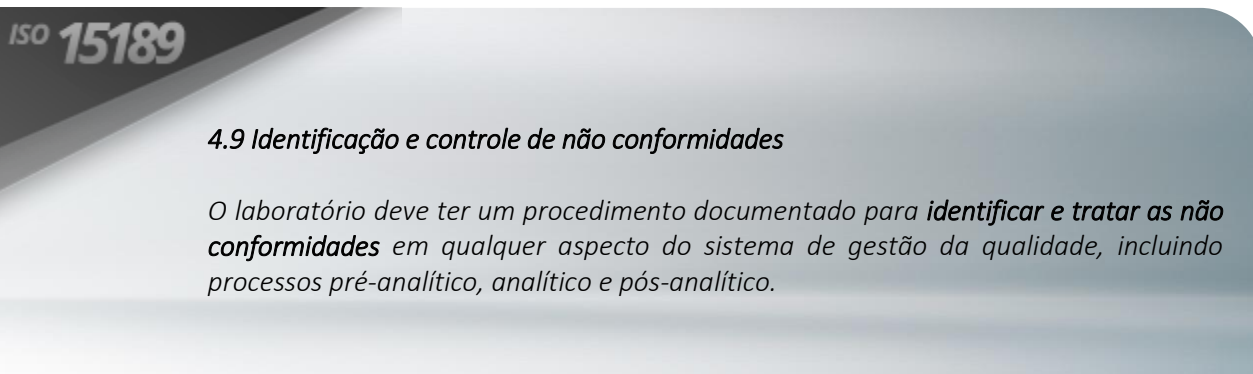 ISO 15189
4.9 Identificação e controle de não conformidades
O laboratório deve ter um procedimento documentado para identificar e tratar as não
conformidades em qualquer aspecto do sistema de gestão da qualidade, incluindo
processos pré-analítico, analítico e pós-analítico.